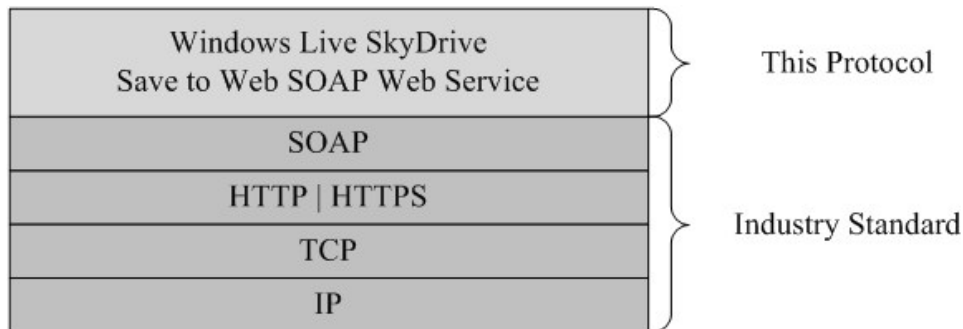 Windows Live SkyDrive
Save to Web SOAP Web Service
This Protocol
SOAP
HTTP | HTTPS
TCP
IP
Industry Standard